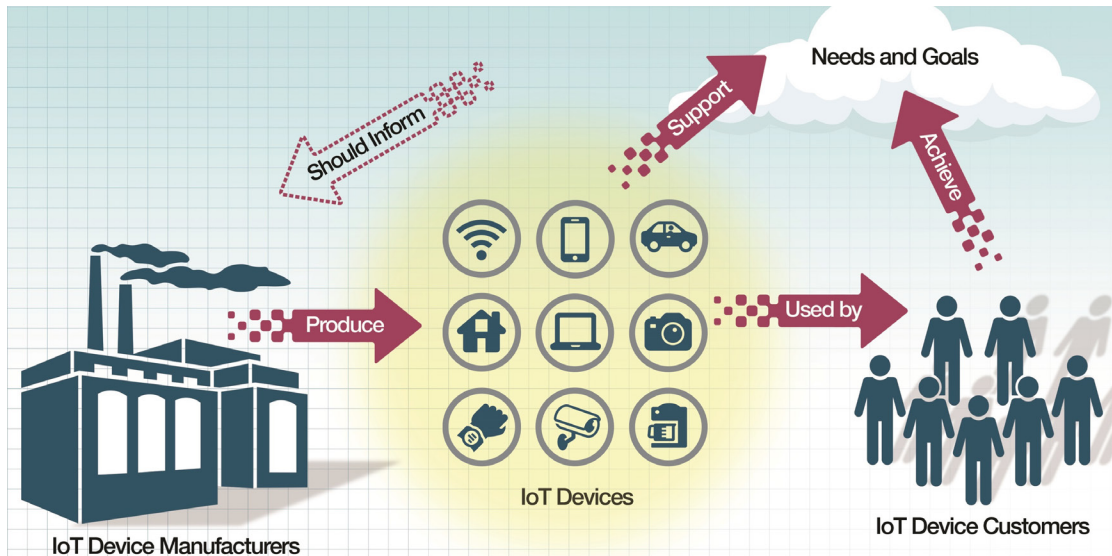 Needs and Goals
Support
Should Inform
Achieve
Produce
Used by
IoT Devices
IoT Device Customers
IoT Device Manufacturers